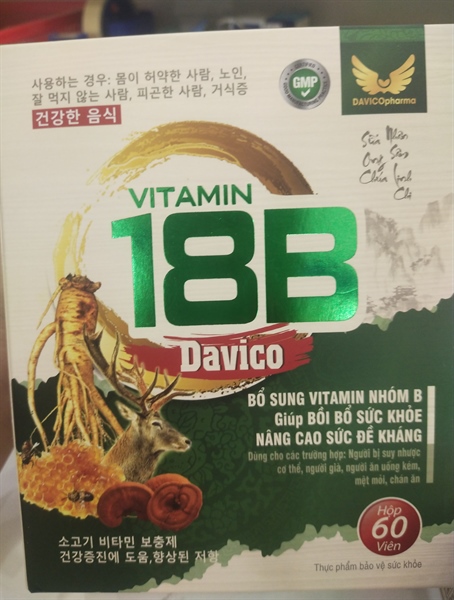 사용하는 경우: 몸이 허약한 사람, 노인,
잘 먹지 않는 사람, 피곤한 사람, 거식증
건강한 음식
GMP
DAVICOpharma
Sâm Nhung
Ong
Linh
Chi
VITAMIN
18B
Davico
BỔ SUNG VITAMIN NHÓM B
Giúp BỒI BỔ SỨC KHỎE
NÂNG CAO SỨC ĐỀ KHÁNG
Dùng cho các trường hợp: Người bị suy nhược
cơ thể, người già, người ăn uống kém,
mệt mỏi, chán ăn
소고기 비타민 보충제
건강증진에 도움,향상된 저항
Hộp
60
Viên
Thực phẩm bảo vệ sức khỏe